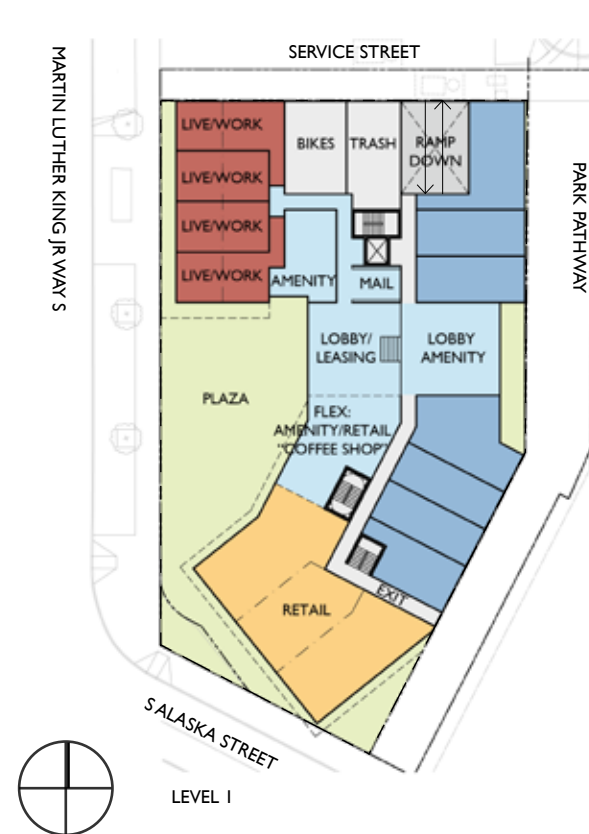 SERVICE STREET
MARTIN LUTHER KING JR WAY S
LIVE/WORK
BIKES
TRASH
RAMP
DOWN
LIVE/WORK
PARK PATHWAY
LIVE/WORK
LIVE/WORK
AMENITY
MAIL
LOBBY/
LEASING
LOBBY
AMENITY
PLAZA
FLEX:
AMENITY/RETAIL
"COFFEE SHOP"
EXIT
RETAIL
S ALASKA STREET
LEVEL 1